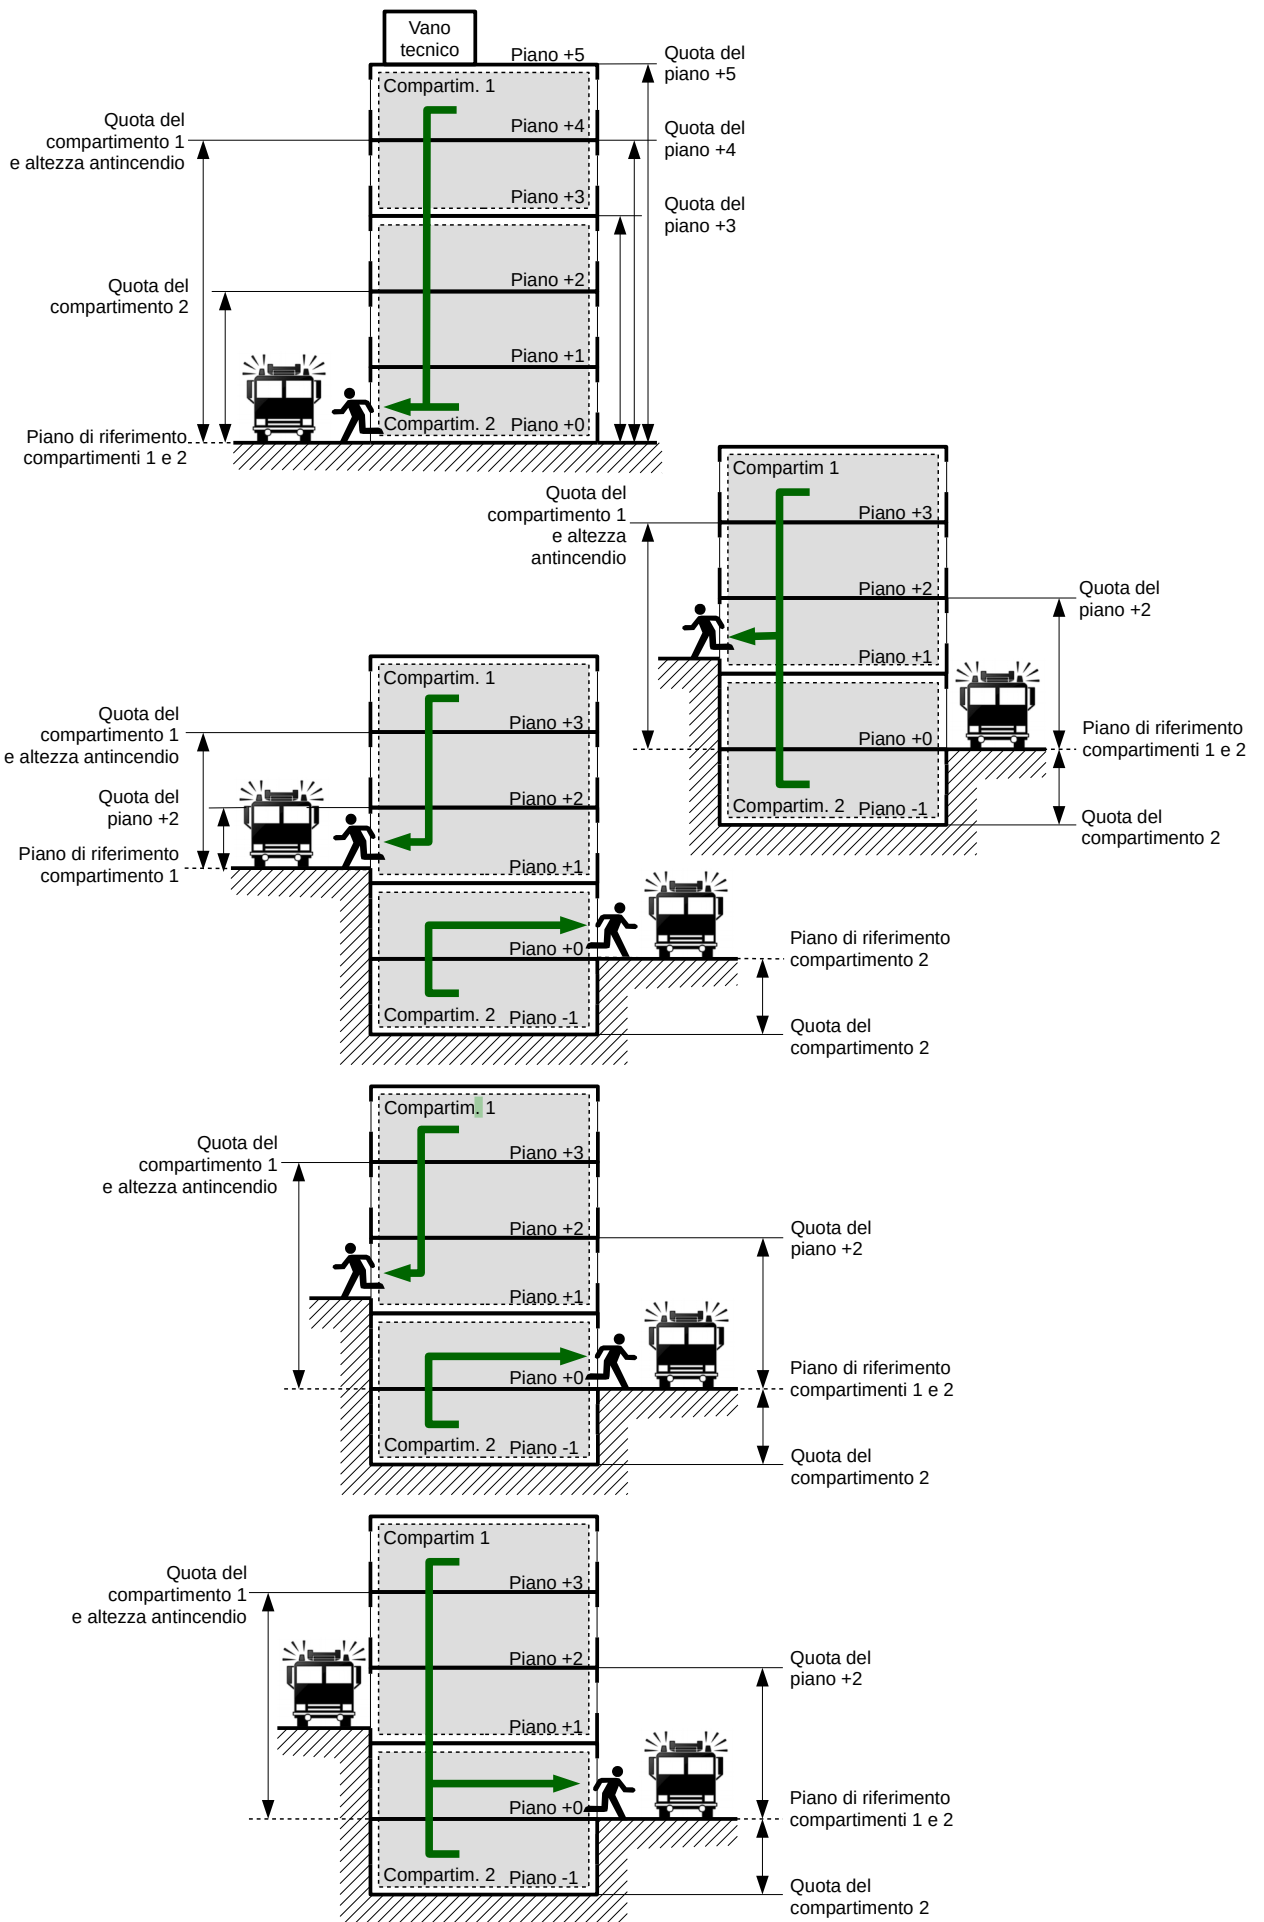 Vano
tecnico
Piano +5
Quota del
piano +5
Compartim. 1
Quota del
compartimento 1
e altezza antincendio
Piano +4
Quota del
piano +4
Piano +3
Quota del
piano +3
Quota del
compartimento 2
Piano +2
Piano +1
Compartim. 2
Piano +0
Piano di riferimento
compartimenti 1 e 2
Compartim 1
Quota del
compartimento 1
e altezza
antincendio
Piano +3
Piano +2
Quota del
piano +2
Piano +1
Piano +0
Piano di riferimento
compartimenti 1 e 2
Compartim. 2
Piano -1
Quota del
compartimento 2
Compartim. 1
Quota del
compartimento 1
e altezza antincendio
Piano +3
Quota del
piano +2
Piano +2
Piano di riferimento
compartimento 1
Piano +1
Piano +0
Piano di riferimento
compartimento 2
Compartim. 2
Piano -1
Quota del
compartimento 2
Compartim. 1
Quota del
compartimento 1
e altezza antincendio
Piano +3
Piano +2
Quota del
piano +2
Piano +1
Piano +0
Piano di riferimento
compartimenti 1 e 2
Compartim. 2
Piano -1
Quota del
compartimento 2
Compartim 1
Quota del
compartimento 1
e altezza antincendio
Piano +3
Piano +2
Quota del
piano +2
Piano +1
Piano +0
Piano di riferimento
compartimenti 1 e 2
Compartim. 2
Piano -1
Quota del
compartimento 2